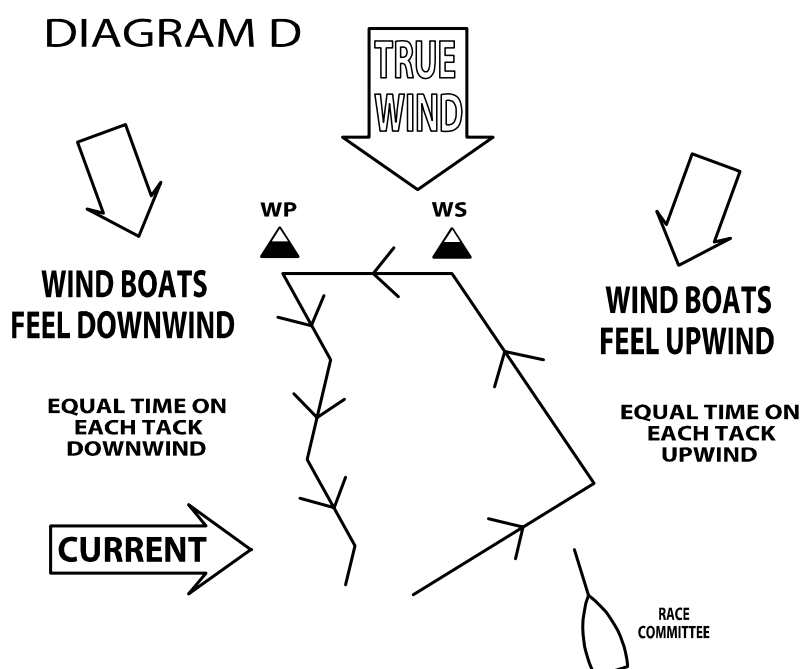 DIAGRAM D
TRUE
WIND
WP
WS
WIND BOATS
FEEL DOWNWIND
WIND BOATS
FEEL UPWIND
EQUAL TIME ON
EACH TACK
DOWNWIND
EQUAL TIME ON
EACH TACK
UPWIND
CURRENT
RACE
COMMITTEE